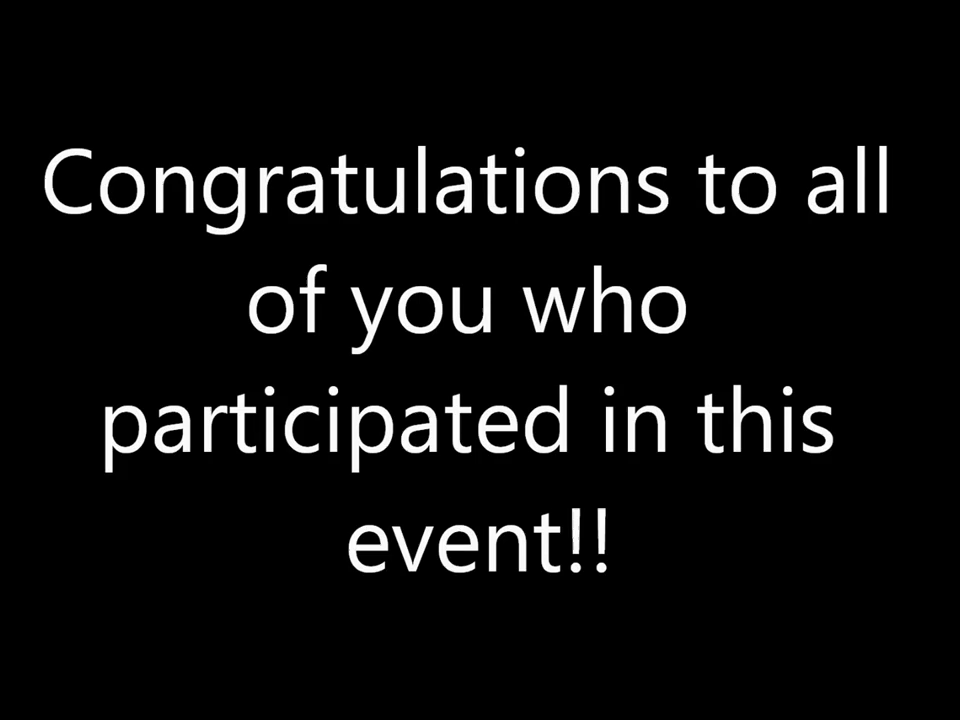 Congratulations to all
of you who
participated in this
event!!